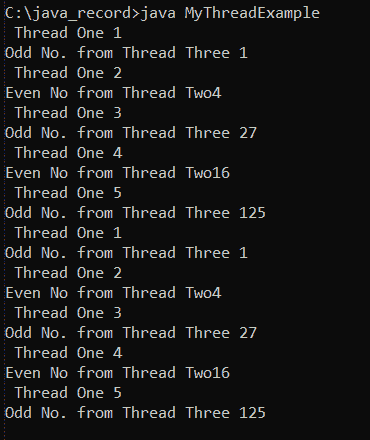 C:\java_record>java MyThreadExample
Thread One 1
Odd No. from Thread Three 1
Thread One 2
Even No from Thread Two4
Thread One 3
Odd No. from Thread Three 27
Thread One 4
Even No from Thread Two16
Thread One 5
Odd No. from Thread Three 125
Thread One 1
Odd No. from Thread Three 1
Thread One 2
Even No from Thread Two4
Thread One 3
Odd No. from Thread Three 27
Thread One 4
Even No from Thread Two16
Thread One 5
Odd No. from Thread Three 125